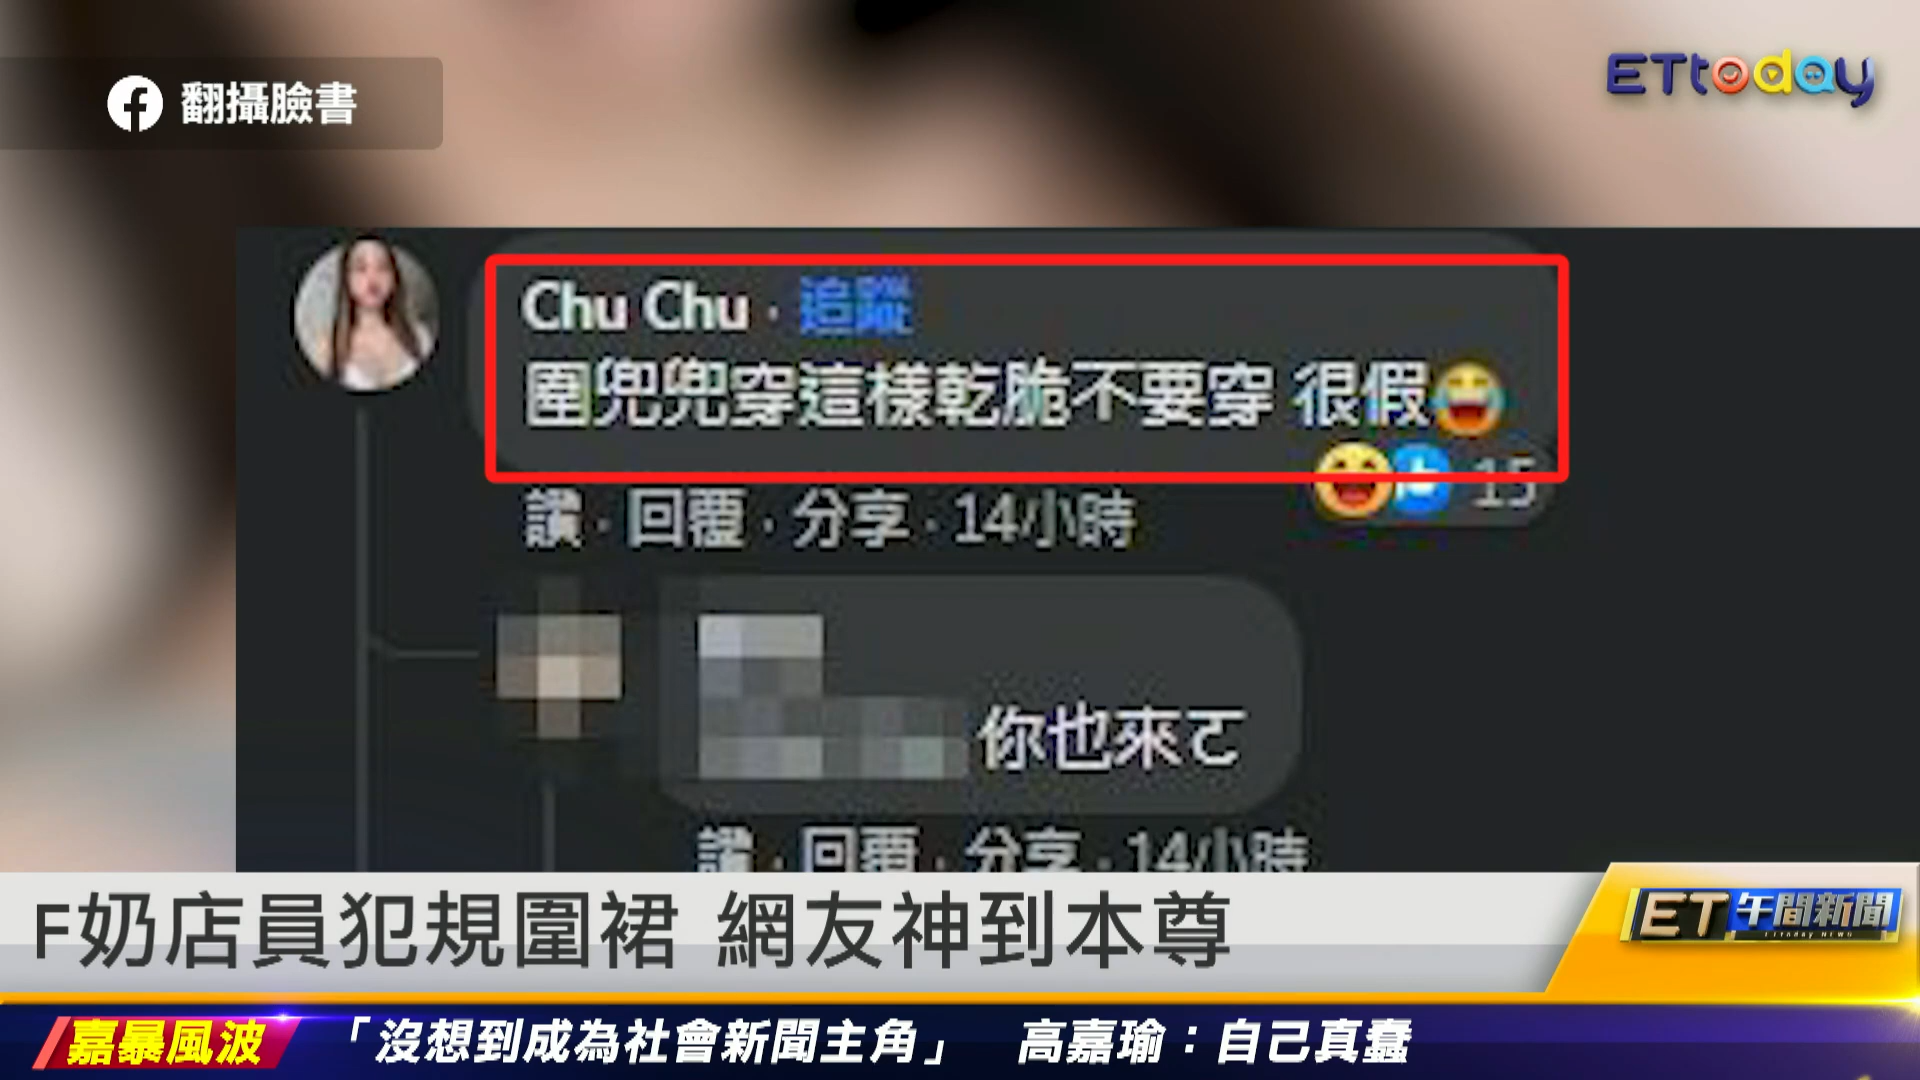 翻攝臉書
ETtoday
Chu Chu · 追蹤
圍兜兜穿這樣乾脆不要穿 很假😂
15
讚 · 回覆 · 分享 · 14小時
你也來ㄛ
讚 · 回覆 · 分享 · 14小時
F奶店員犯規圍裙 網友神到本尊
ET午間新聞
ETtoday NEWS
嘉暴風波 「沒想到成為社會新聞主角」 高嘉瑜：自己真蠢